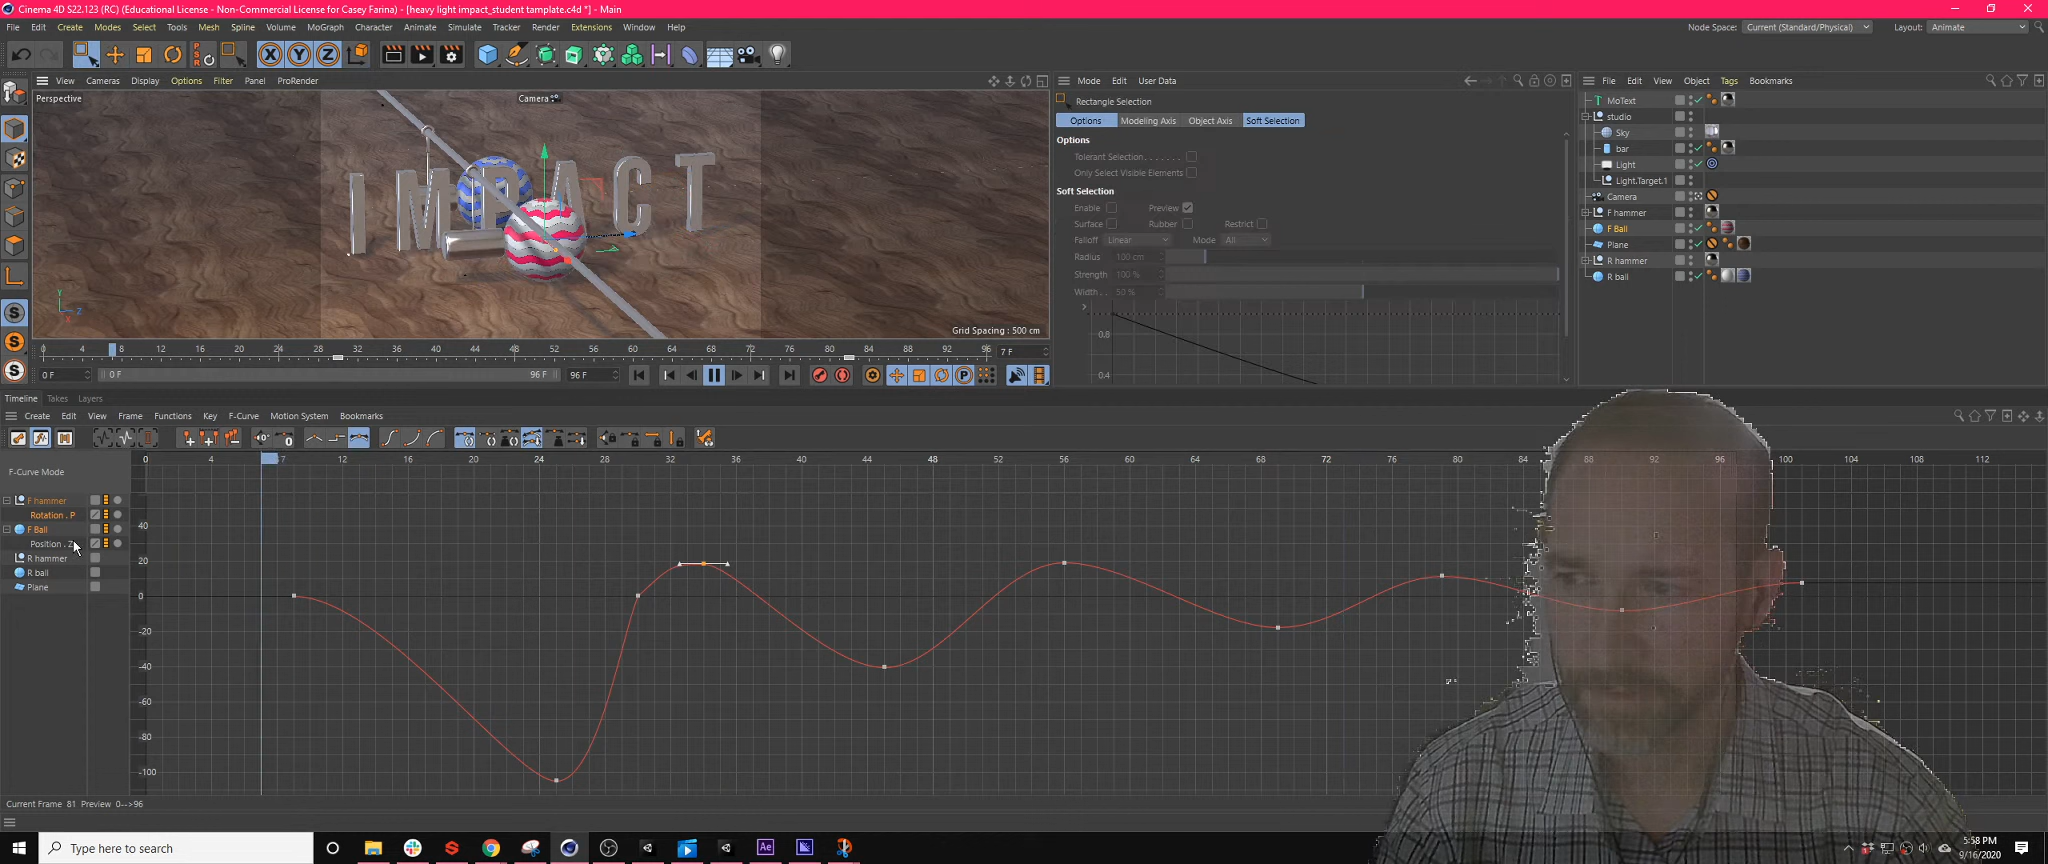 Cinema 4D S22.123 (RC) (Educational License - Non-Commercial License for Casey Farina) - [heavy light impact_student tamplate.c4d *] - Main
File Edit Create Modes Select Tools Mesh Spline Volume MoGraph Character Animate Simulate Tracker Render Extensions Window Help
Node Space: Current (Standard/Physical) Layout: Animate
X Y Z
View Cameras Display Options Filter Panel ProRender
Perspective
Camera
IMPACT
Grid Spacing : 500 cm
0 4 8 12 16 20 24 28 32 36 40 44 48 52 56 60 64 68 72 76 80 84 88 92 96
7 F
0 F 0 F 96 F 96 F
Mode Edit User Data
Rectangle Selection
Options Modeling Axis Object Axis Soft Selection
Options
Tolerant Selection
Only Select Visible Elements
Soft Selection
Enable Preview
Surface Rubber Restrict
Falloff Linear Mode All
Radius 100 cm
Strength 100 %
Width 50 %
0.8
0.4
File Edit View Object Tags Bookmarks
MoText
studio
Sky
bar
Light
Light.Target.1
Camera
F hammer
F Ball
Plane
R hammer
R ball
Timeline Takes Layers
Create Edit View Frame Functions Key F-Curve Motion System Bookmarks
0 4 7 12 16 20 24 28 32 36 40 44 48 52 56 60 64 68 72 76 80 84 88 92 96 100 104 108 112
F-Curve Mode
F hammer
Rotation . P
F Ball
Position . Z
R hammer
R ball
Plane
40
20
0
-20
-40
-60
-80
-100
Current Frame 81 Preview 0-->96
Type here to search
Ae
5:58 PM
9/16/2020